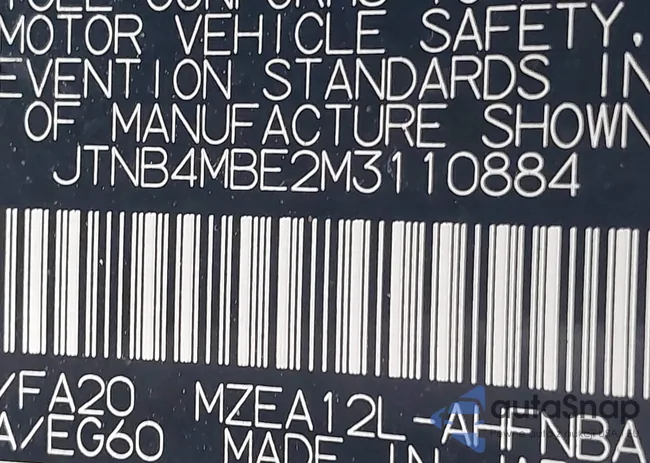 MOTOR VEHICLE SAFETY,
EVENTION STANDARDS IN
OF MANUFACTURE SHOWN
JTNB4MBE2M3110884
/FA20 MZEA12L-AHFNBA
A/EG60 MADE IN
autoSnap